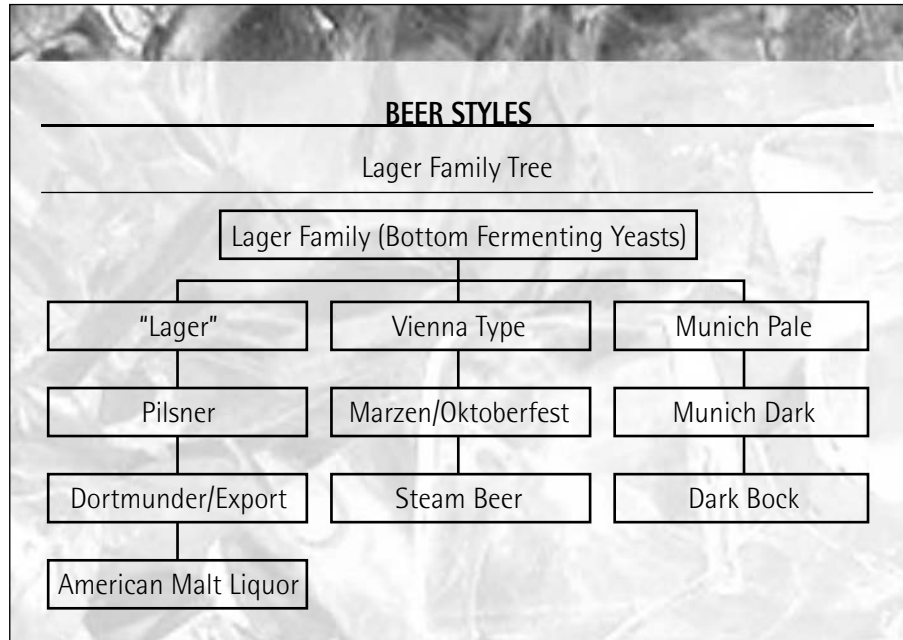 BEER STYLES
Lager Family Tree
Lager Family (Bottom Fermenting Yeasts)
“Lager”
Vienna Type
Munich Pale
Pilsner
Marzen/Oktoberfest
Munich Dark
Dortmunder/Export
Steam Beer
Dark Bock
American Malt Liquor